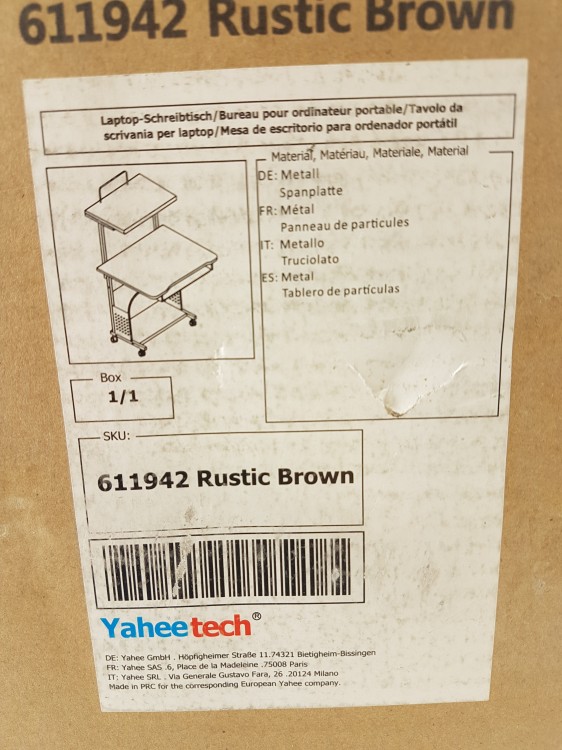 611942 Rustic Brown
Laptop-Schreibtisch/Bureau pour ordinateur portable/Tavolo da
scrivania per laptop/Mesa de escritorio para ordenador portátil
Material, Matériau, Materiale, Material
DE: Metall
Spanplatte
FR: Métal
Panneau de particules
IT: Metallo
Truciolato
ES: Metal
Tablero de partículas
Box
1/1
SKU:
611942 Rustic Brown
Yaheetech®
DE: Yahee GmbH . Höpfigheimer Straße 11.74321 Bietigheim-Bissingen
FR: Yahee SAS .6, Place de la Madeleine .75008 Paris
IT: Yahee SRL . Via Generale Gustavo Fara, 26 .20124 Milano
Made in PRC for the corresponding European Yahee company.